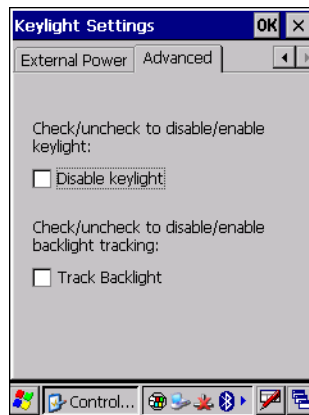 Keylight Settings
OK
External Power
Advanced
Check/uncheck to disable/enable
keylight:
Disable keylight
Check/uncheck to disable/enable
backlight tracking:
Track Backlight
Control...